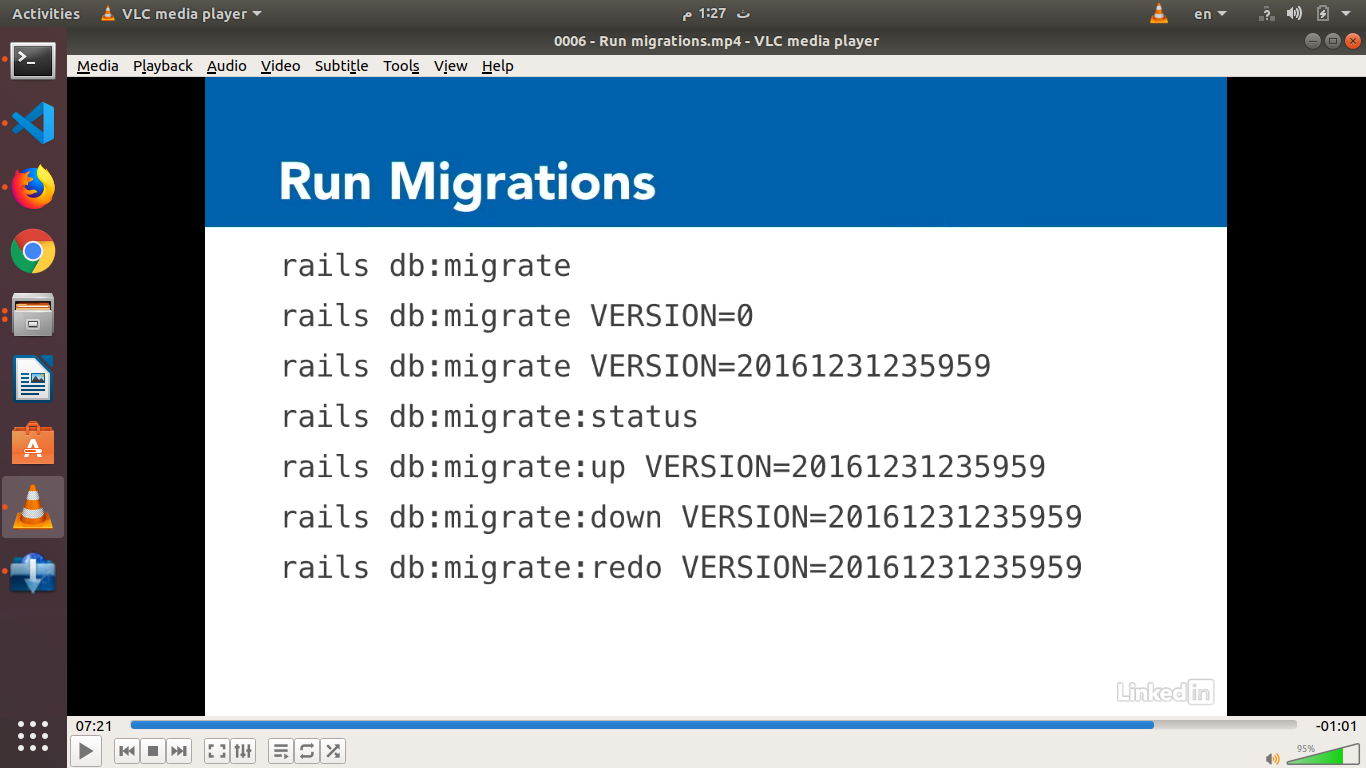 Activities VLC media player ث 1:27 م en
0006 - Run migrations.mp4 - VLC media player
Media Playback Audio Video Subtitle Tools View Help
Run Migrations
rails db:migrate
rails db:migrate VERSION=0
rails db:migrate VERSION=20161231235959
rails db:migrate:status
rails db:migrate:up VERSION=20161231235959
rails db:migrate:down VERSION=20161231235959
rails db:migrate:redo VERSION=20161231235959
Linked in
07:21 -01:01
95%